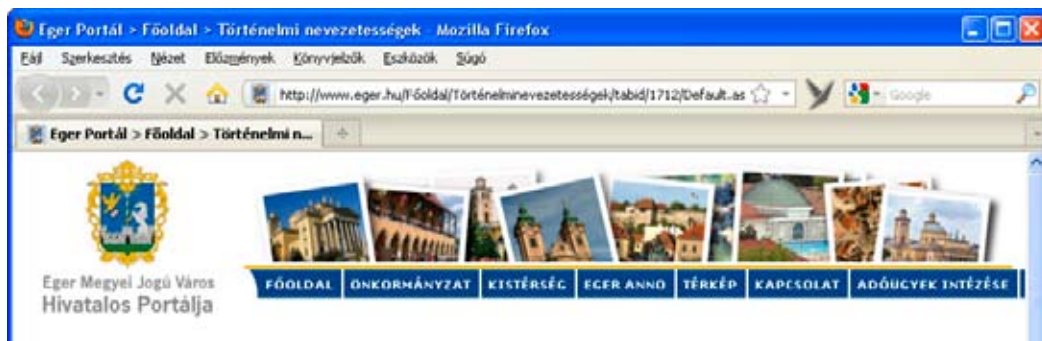 Eger Portál > Főoldal > Történelmi nevezetességek - Mozilla Firefox
Fájl Szerkesztés Nézet Előzmények Könyvjelzők Eszközök Súgó
http://www.eger.hu/Főoldal/Történelminevezetességek/tabid/1712/Default.as
Google
Eger Portál > Főoldal > Történelmi n...
Eger Megyei Jogú Város
Hivatalos Portálja
FŐOLDAL ÖNKORMÁNYZAT KISTÉRSÉG EGER ANNO TÉRKÉP KAPCSOLAT ADÓÜGYEK INTÉZÉSE